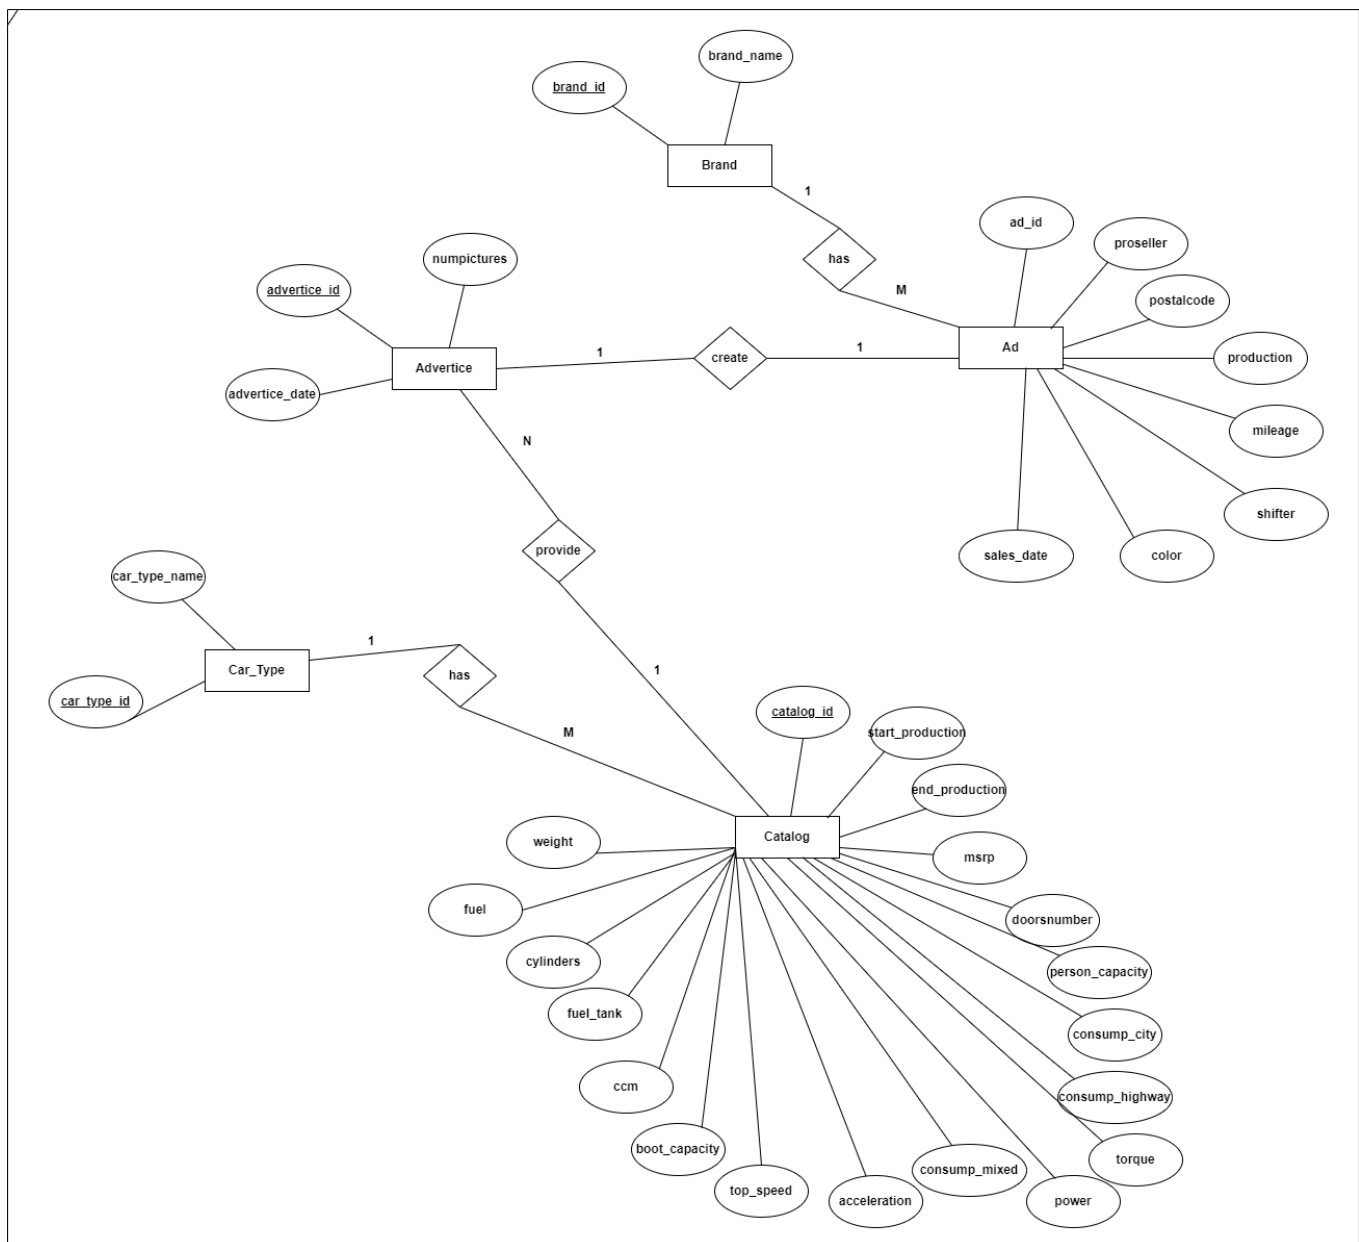 brand_name
brand_id
Brand
1
has
M
ad_id
proseller
postalcode
production
mileage
shifter
color
sales_date
Ad
numpictures
advertice_id
advertice_date
Advertice
1
create
1
N
provide
1
car_type_name
car_type_id
Car_Type
1
has
M
catalog_id
start_production
end_production
msrp
Catalog
doorsnumber
person_capacity
consump_city
consump_highway
torque
power
consump_mixed
acceleration
top_speed
boot_capacity
ccm
fuel_tank
cylinders
fuel
weight